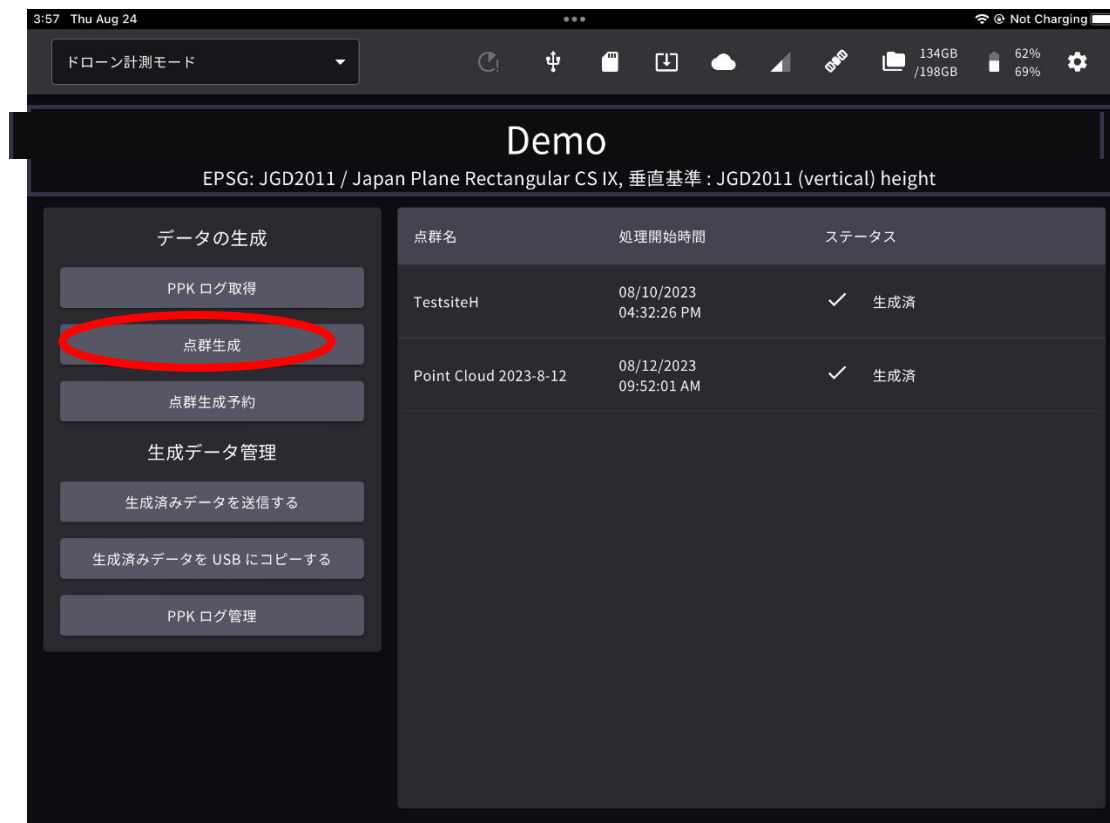 3:57 Thu Aug 24
Not Charging
ドローン計測モード
134GB
/198GB
62%
69%
Demo
EPSG: JGD2011 / Japan Plane Rectangular CS IX, 垂直基準 : JGD2011 (vertical) height
データの生成
PPK ログ取得
点群生成
点群生成予約
生成データ管理
生成済みデータを送信する
生成済みデータを USB にコピーする
PPK ログ管理
点群名 処理開始時間 ステータス
TestsiteH
08/10/2023
04:32:26 PM
生成済
Point Cloud 2023-8-12
08/12/2023
09:52:01 AM
生成済